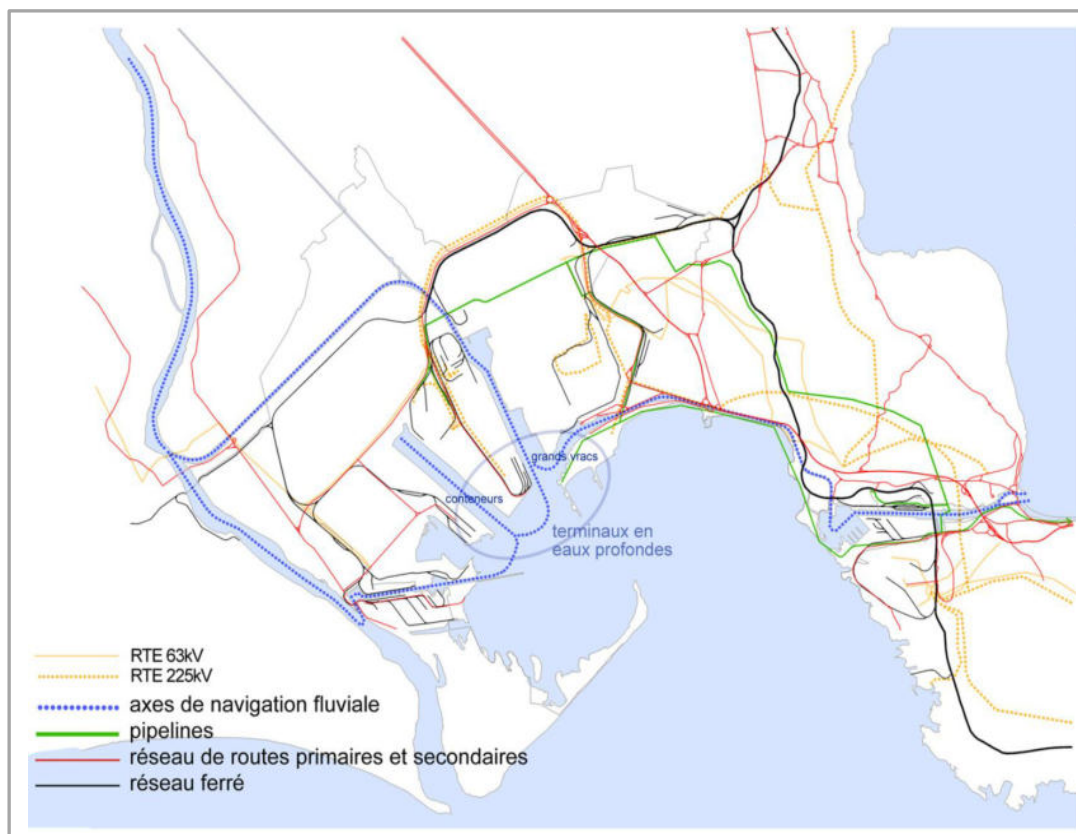 grands vracs
conteneurs
terminaux en
eaux profondes
RTE 63kV
RTE 225kV
axes de navigation fluviale
pipelines
réseau de routes primaires et secondaires
réseau ferré